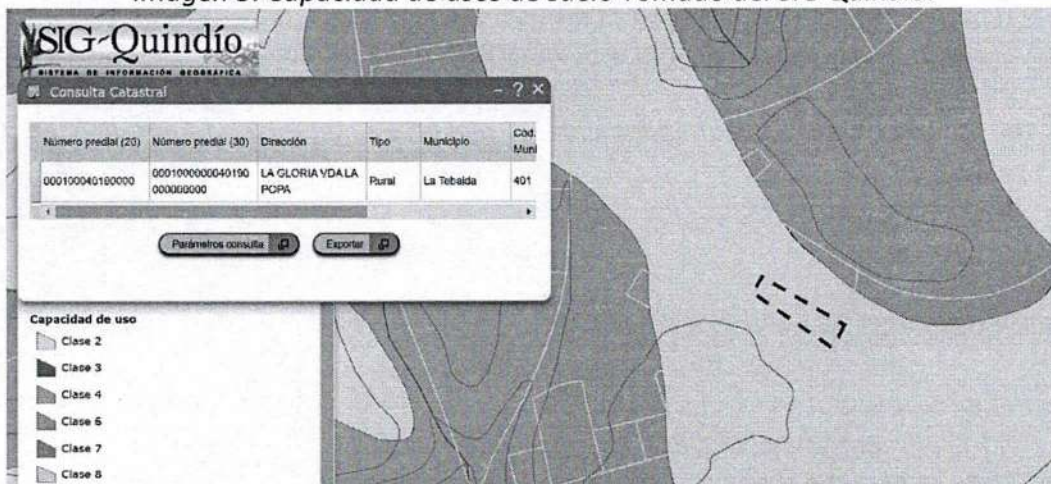 Imagen 3. Capacidad de usos de suelo Tomado del SIG Quindío.
SIG-Quindío
SISTEMA DE INFORMACIÓN GEOGRÁFICA
Consulta Catastral
Número predial (20) Número predial (30) Dirección Tipo Municipio Cód. Muni
000100040190000 0001000000040190 000000000 LA GLORIA VDA LA POPA Rural La Tebaida 401
Parámetros consulta Exportar
Capacidad de uso
Clase 2
Clase 3
Clase 4
Clase 6
Clase 7
Clase 8